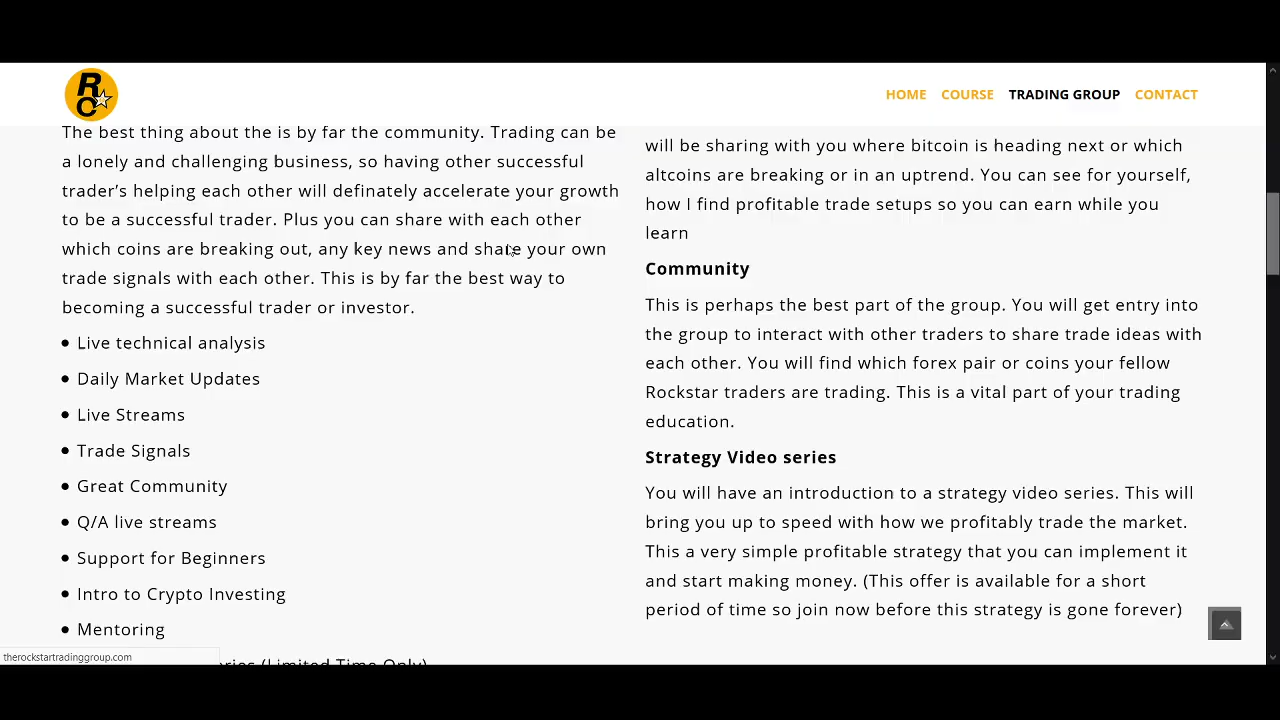 RC
HOME COURSE TRADING GROUP CONTACT
The best thing about the is by far the community. Trading can be
a lonely and challenging business, so having other successful
trader’s helping each other will definately accelerate your growth
to be a successful trader. Plus you can share with each other
which coins are breaking out, any key news and share your own
trade signals with each other. This is by far the best way to
becoming a successful trader or investor.
Live technical analysis
Daily Market Updates
Live Streams
Trade Signals
Great Community
Q/A live streams
Support for Beginners
Intro to Crypto Investing
Mentoring
(Limited Time Only)
will be sharing with you where bitcoin is heading next or which
altcoins are breaking or in an uptrend. You can see for yourself,
how I find profitable trade setups so you can earn while you
learn
Community
This is perhaps the best part of the group. You will get entry into
the group to interact with other traders to share trade ideas with
each other. You will find which forex pair or coins your fellow
Rockstar traders are trading. This is a vital part of your trading
education.
Strategy Video series
You will have an introduction to a strategy video series. This will
bring you up to speed with how we profitably trade the market.
This a very simple profitable strategy that you can implement it
and start making money. (This offer is available for a short
period of time so join now before this strategy is gone forever)
therockstartradinggroup.com